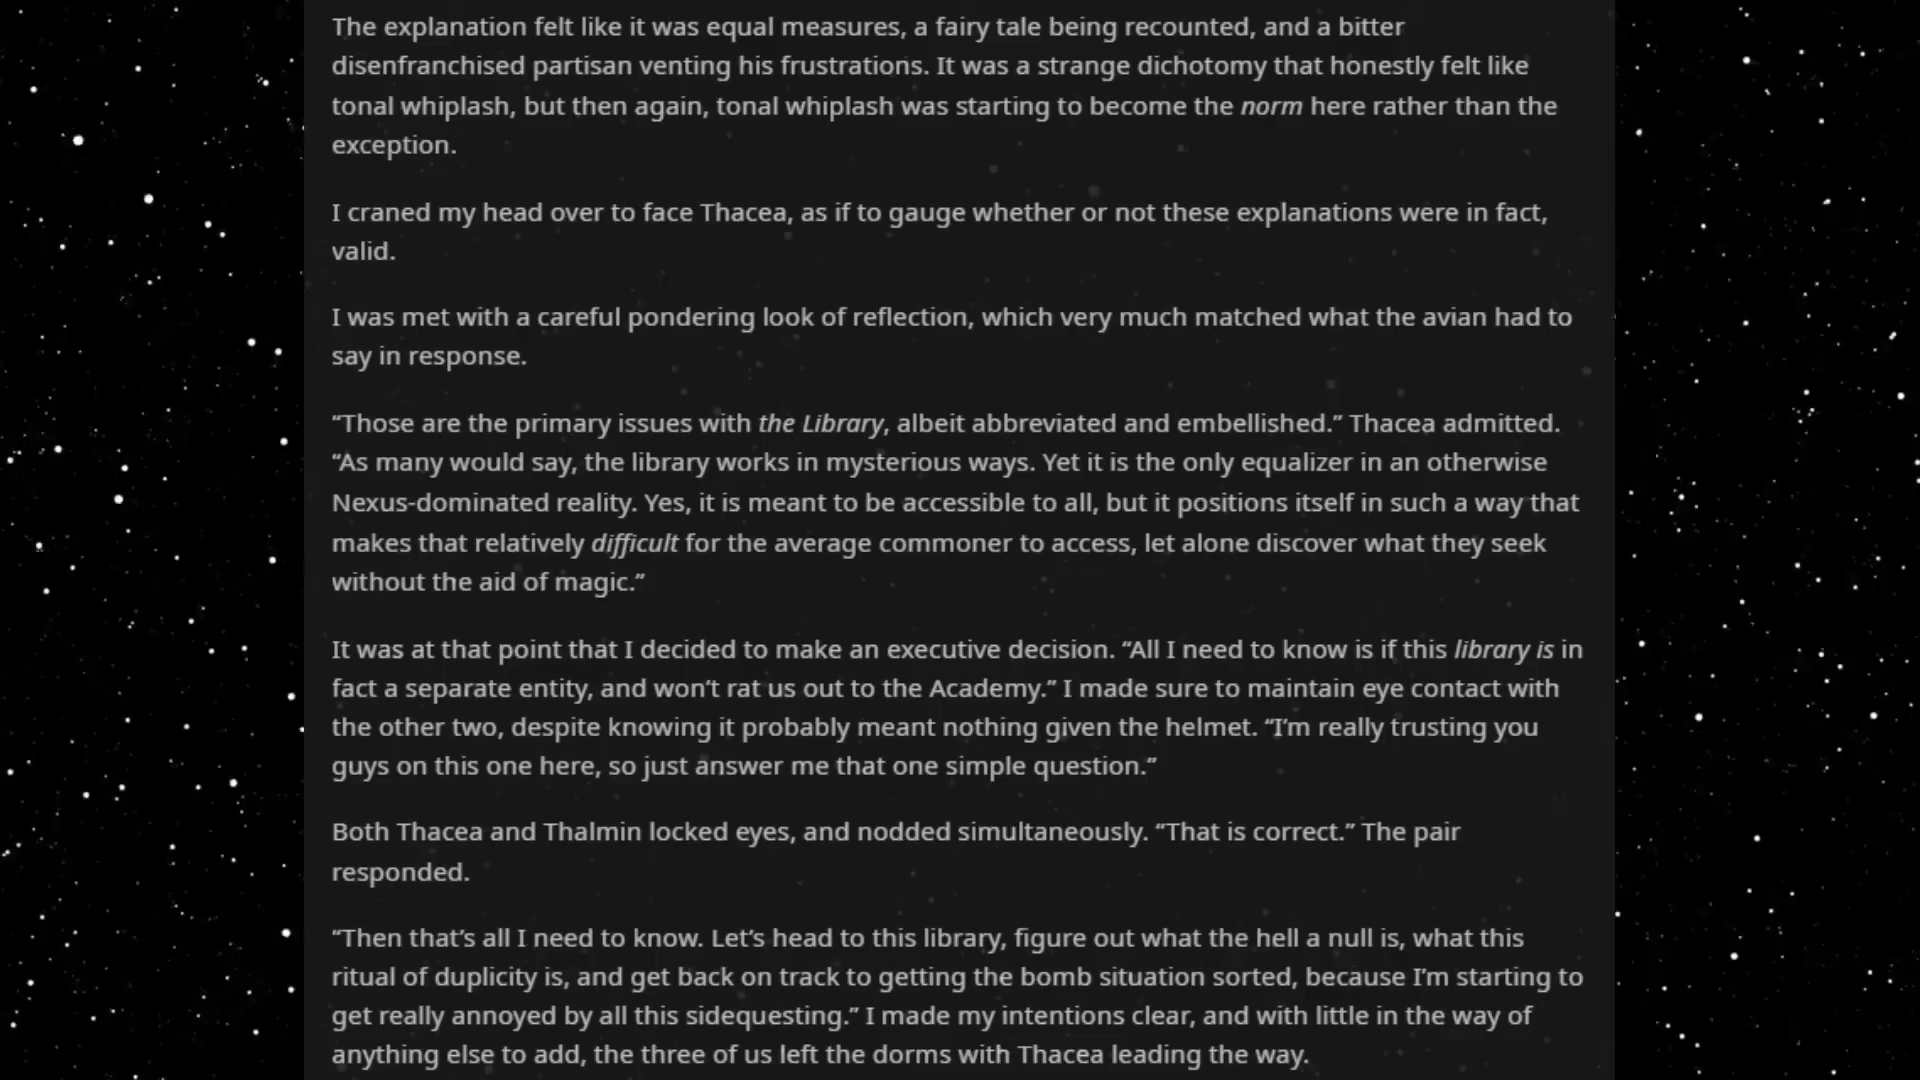 The explanation felt like it was equal measures, a fairy tale being recounted, and a bitter
disenfranchised partisan venting his frustrations. It was a strange dichotomy that honestly felt like
tonal whiplash, but then again, tonal whiplash was starting to become the norm here rather than the
exception.
I craned my head over to face Thacea, as if to gauge whether or not these explanations were in fact,
valid.
I was met with a careful pondering look of reflection, which very much matched what the avian had to
say in response.
“Those are the primary issues with the Library, albeit abbreviated and embellished.” Thacea admitted.
“As many would say, the library works in mysterious ways. Yet it is the only equalizer in an otherwise
Nexus-dominated reality. Yes, it is meant to be accessible to all, but it positions itself in such a way that
makes that relatively difficult for the average commoner to access, let alone discover what they seek
without the aid of magic.”
It was at that point that I decided to make an executive decision. “All I need to know is if this library is in
fact a separate entity, and won’t rat us out to the Academy.” I made sure to maintain eye contact with
the other two, despite knowing it probably meant nothing given the helmet. “I’m really trusting you
guys on this one here, so just answer me that one simple question.”
Both Thacea and Thalmin locked eyes, and nodded simultaneously. “That is correct.” The pair
responded.
“Then that’s all I need to know. Let’s head to this library, figure out what the hell a null is, what this
ritual of duplicity is, and get back on track to getting the bomb situation sorted, because I’m starting to
get really annoyed by all this sidequesting.” I made my intentions clear, and with little in the way of
anything else to add, the three of us left the dorms with Thacea leading the way.